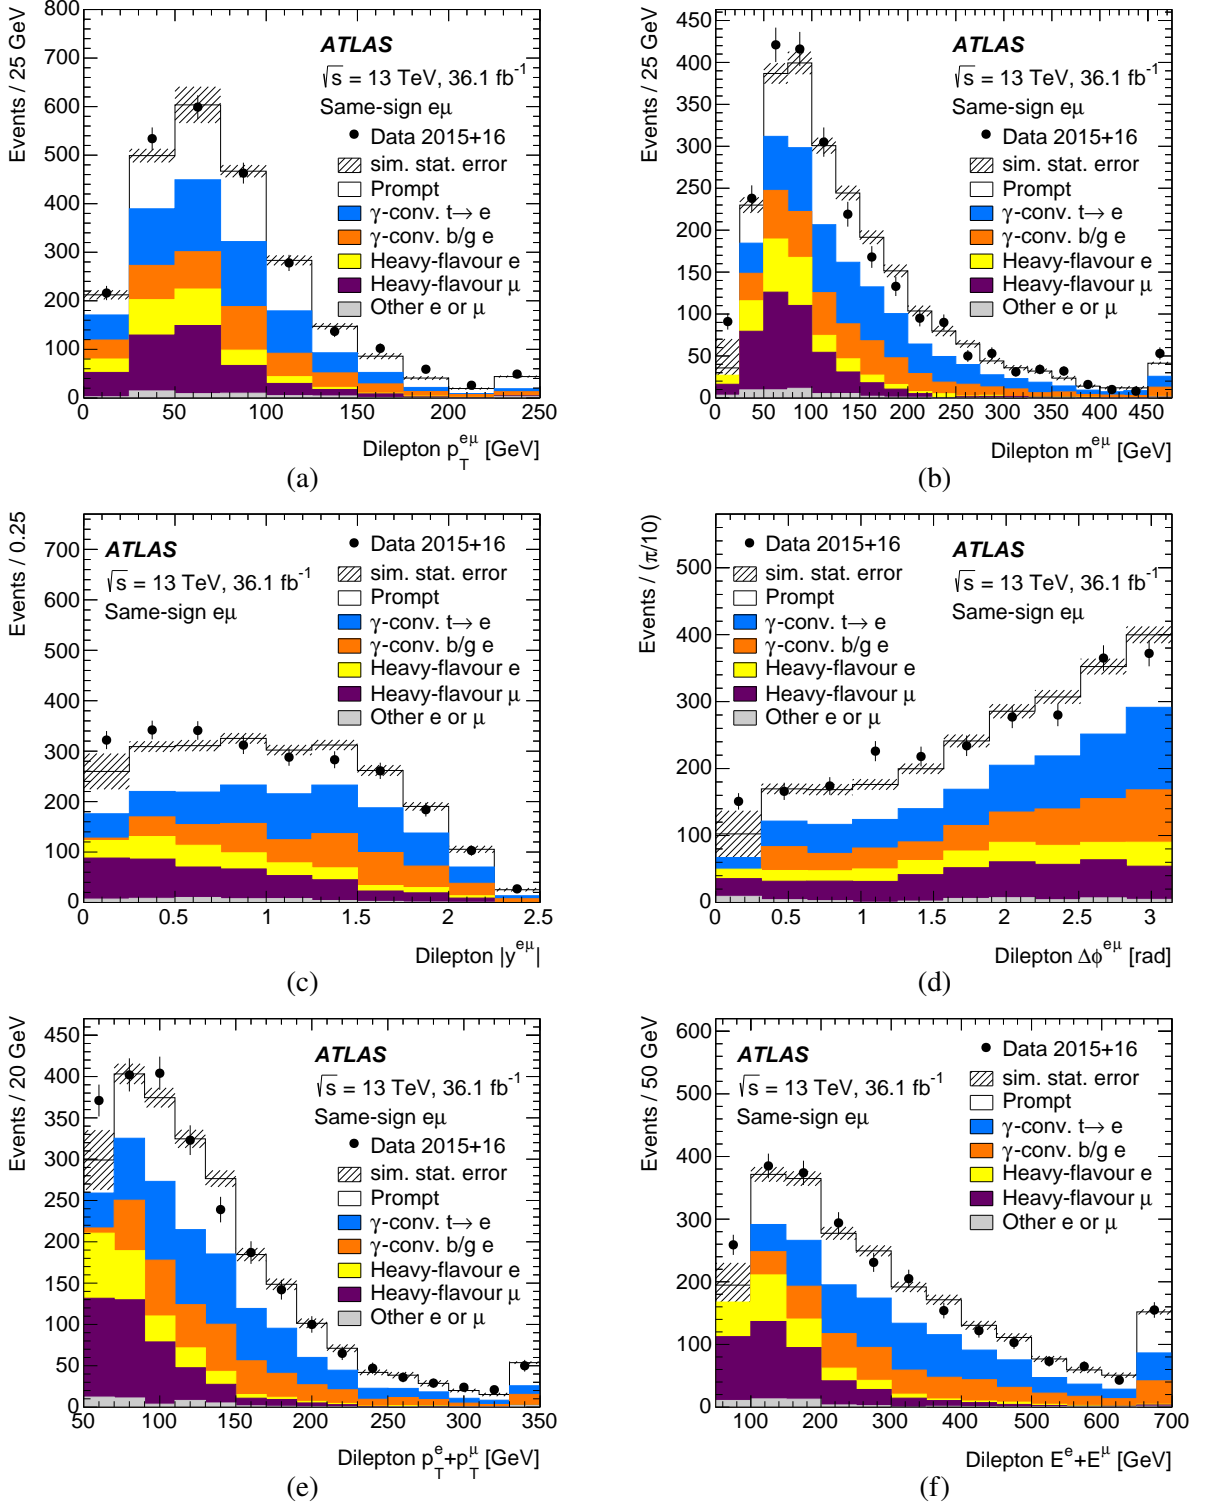 Events / 25 GeV
800
700
600
500
400
300
200
100
0
ATLAS
√s = 13 TeV, 36.1 fb⁻¹
Same-sign eμ
Data 2015+16
sim. stat. error
Prompt
γ-conv. t→ e
γ-conv. b/g e
Heavy-flavour e
Heavy-flavour μ
Other e or μ
0 50 100 150 200 250
Dilepton p_T^{eμ} [GeV]
(a)
Events / 25 GeV
450
400
350
300
250
200
150
100
50
0
ATLAS
√s = 13 TeV, 36.1 fb⁻¹
Same-sign eμ
Data 2015+16
sim. stat. error
Prompt
γ-conv. t→ e
γ-conv. b/g e
Heavy-flavour e
Heavy-flavour μ
Other e or μ
0 50 100 150 200 250 300 350 400 450
Dilepton m^{eμ} [GeV]
(b)
Events / 0.25
700
600
500
400
300
200
100
0
ATLAS
√s = 13 TeV, 36.1 fb⁻¹
Same-sign eμ
Data 2015+16
sim. stat. error
Prompt
γ-conv. t→ e
γ-conv. b/g e
Heavy-flavour e
Heavy-flavour μ
Other e or μ
0 0.5 1 1.5 2 2.5
Dilepton |y^{eμ}|
(c)
Events / (π/10)
500
400
300
200
100
0
Data 2015+16
sim. stat. error
Prompt
γ-conv. t→ e
γ-conv. b/g e
Heavy-flavour e
Heavy-flavour μ
Other e or μ
ATLAS
√s = 13 TeV, 36.1 fb⁻¹
Same-sign eμ
0 0.5 1 1.5 2 2.5 3
Dilepton Δϕ^{eμ} [rad]
(d)
Events / 20 GeV
450
400
350
300
250
200
150
100
50
0
ATLAS
√s = 13 TeV, 36.1 fb⁻¹
Same-sign eμ
Data 2015+16
sim. stat. error
Prompt
γ-conv. t→ e
γ-conv. b/g e
Heavy-flavour e
Heavy-flavour μ
Other e or μ
50 100 150 200 250 300 350
Dilepton p_T^e+p_T^μ [GeV]
(e)
Events / 50 GeV
600
500
400
300
200
100
0
ATLAS
√s = 13 TeV, 36.1 fb⁻¹
Same-sign eμ
Data 2015+16
sim. stat. error
Prompt
γ-conv. t→ e
γ-conv. b/g e
Heavy-flavour e
Heavy-flavour μ
Other e or μ
100 200 300 400 500 600 700
Dilepton E^e+E^μ [GeV]
(f)